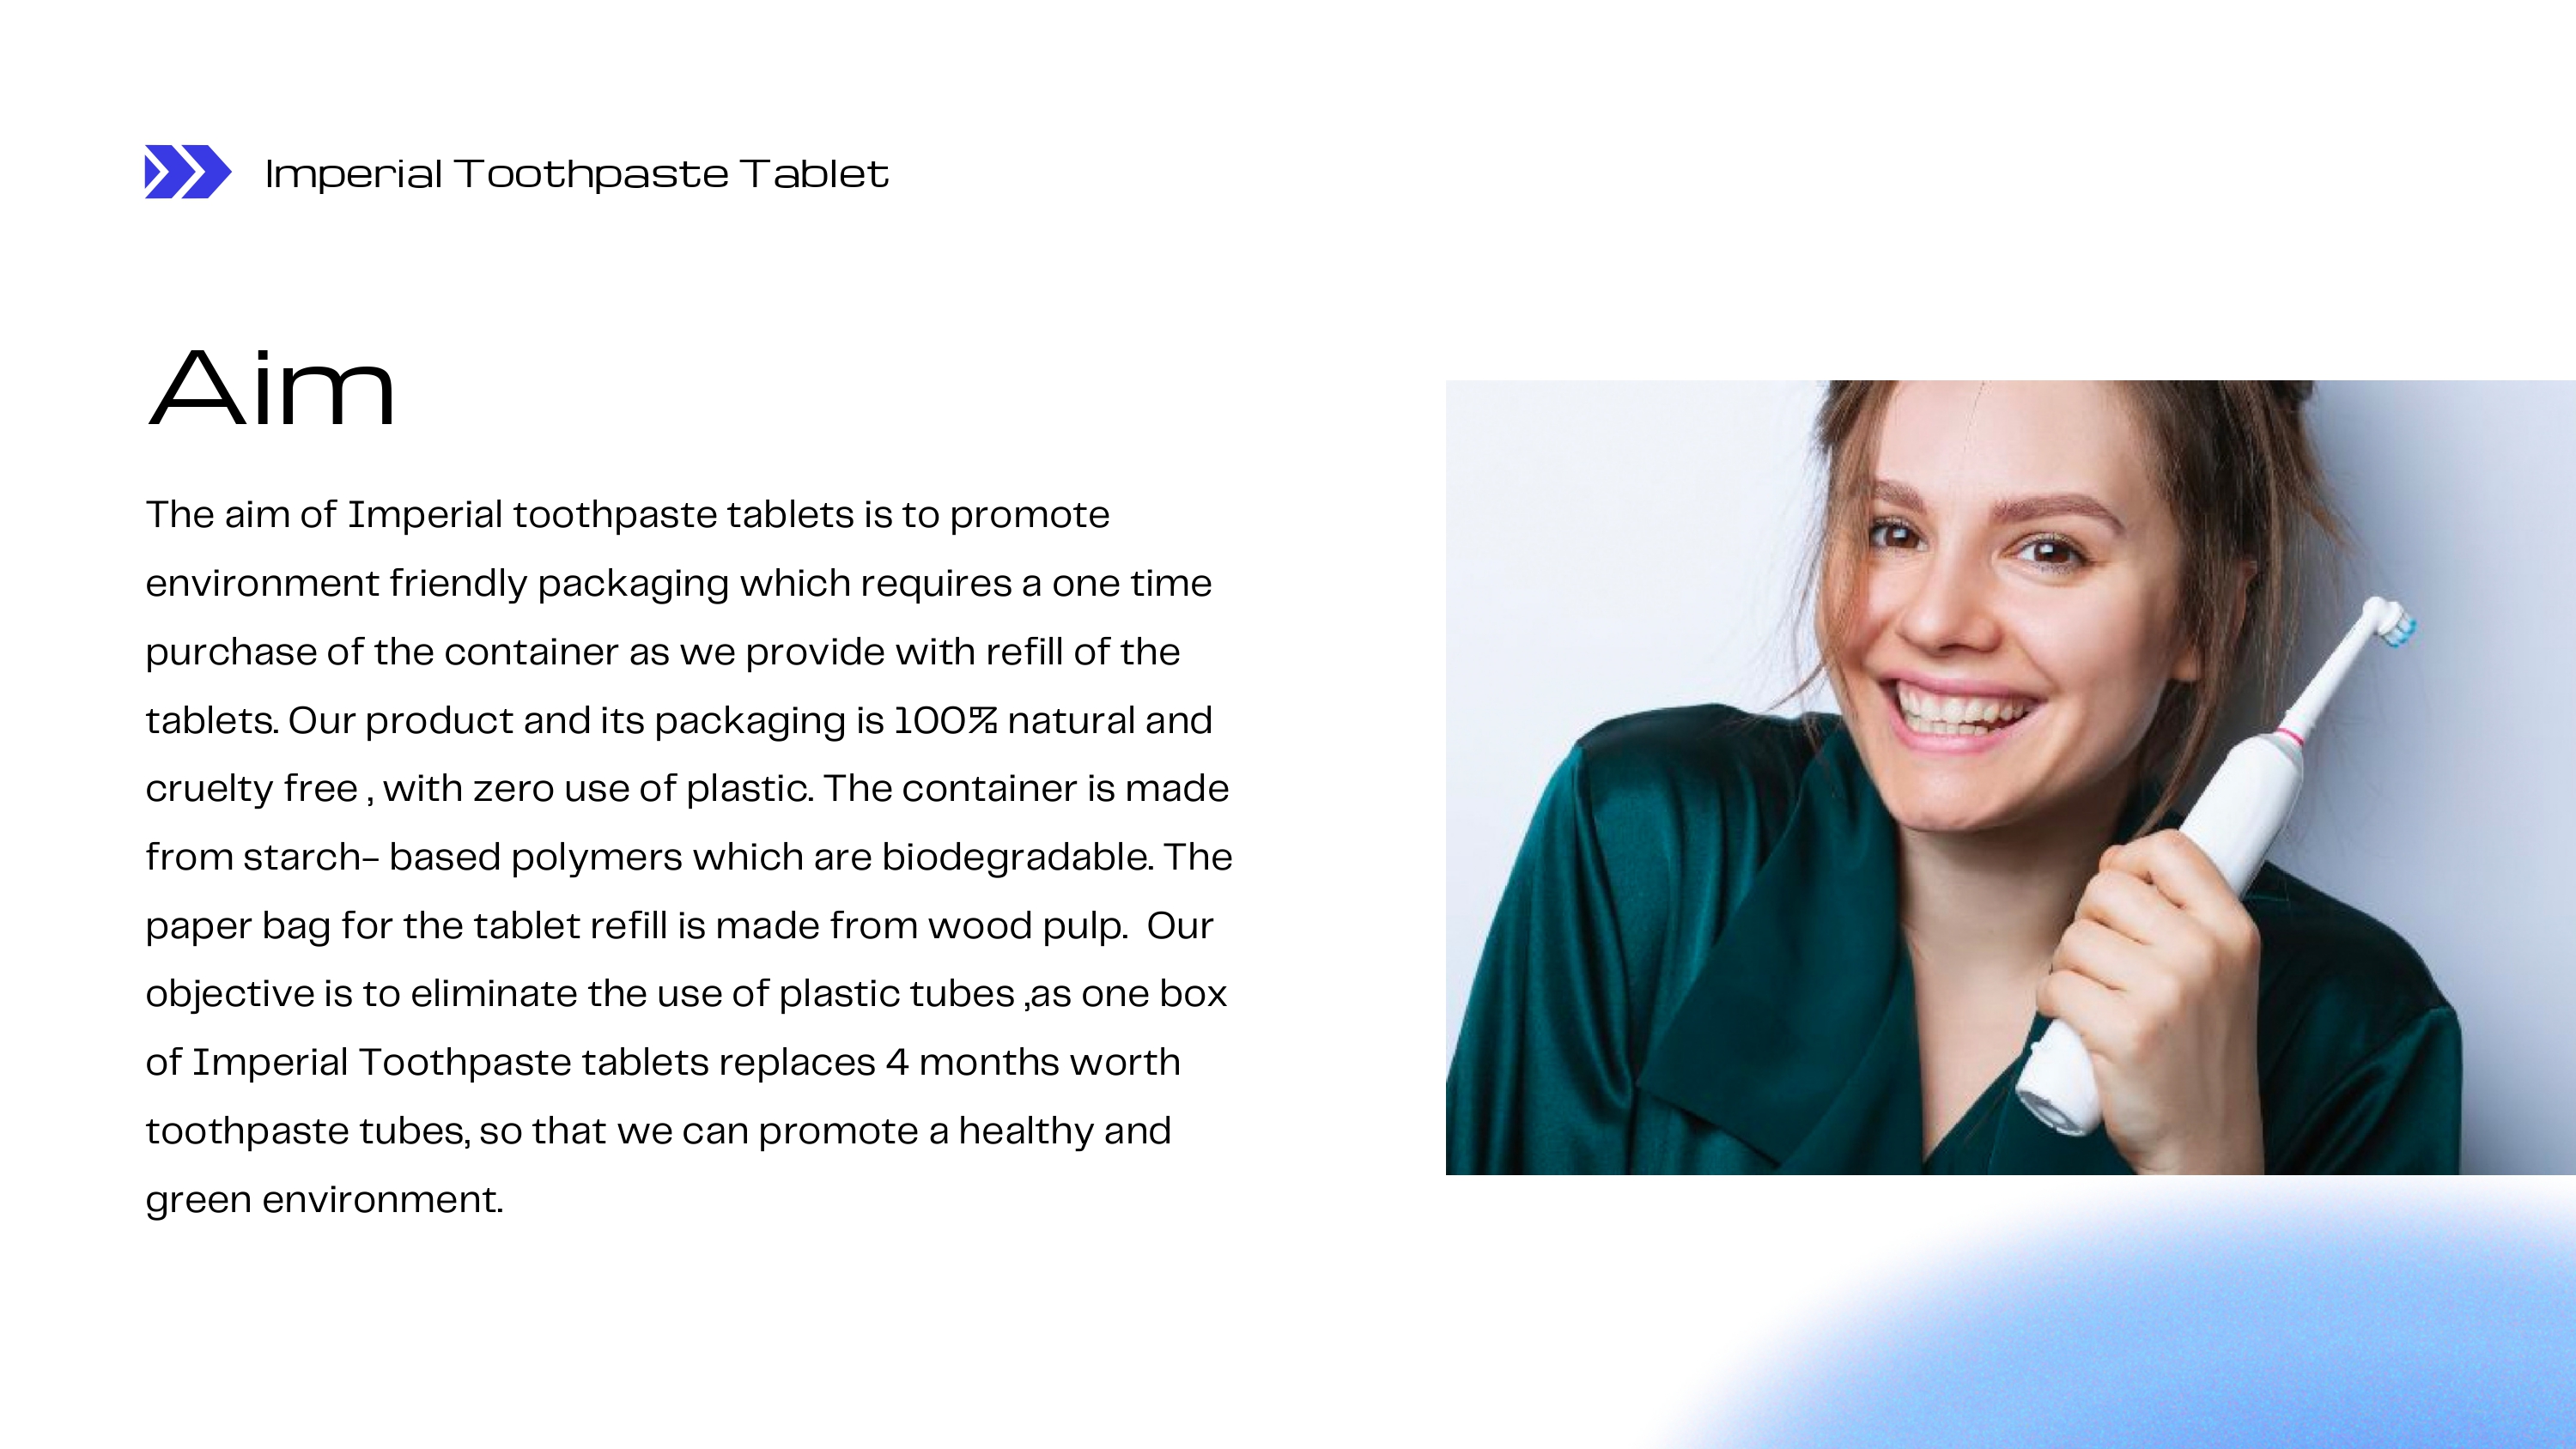 Imperial Toothpaste Tablet
Aim
The aim of Imperial toothpaste tablets is to promote
environment friendly packaging which requires a one time
purchase of the container as we provide with refill of the
tablets. Our product and its packaging is 100% natural and
cruelty free , with zero use of plastic. The container is made
from starch- based polymers which are biodegradable. The
paper bag for the tablet refill is made from wood pulp.  Our
objective is to eliminate the use of plastic tubes ,as one box
of Imperial Toothpaste tablets replaces 4 months worth
toothpaste tubes, so that we can promote a healthy and
green environment.